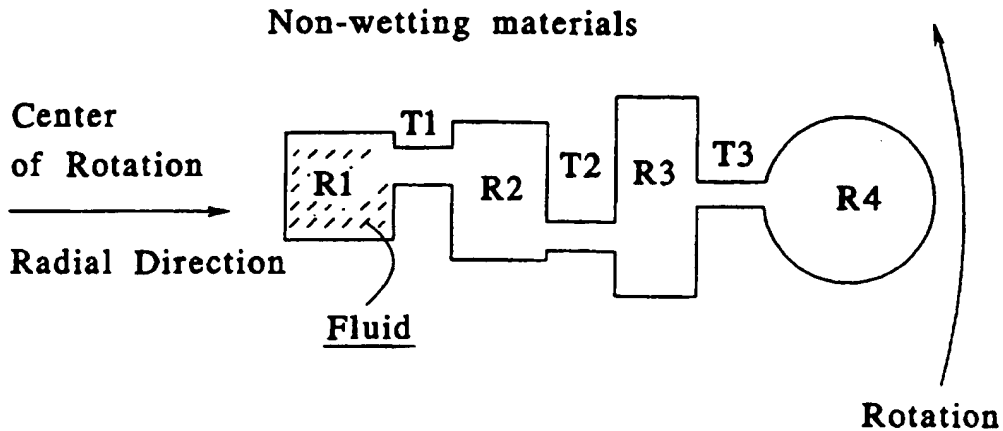 Non-wetting materials
Center
of Rotation
Radial Direction
T1
R1
R2
T2
R3
T3
R4
Fluid
Rotation